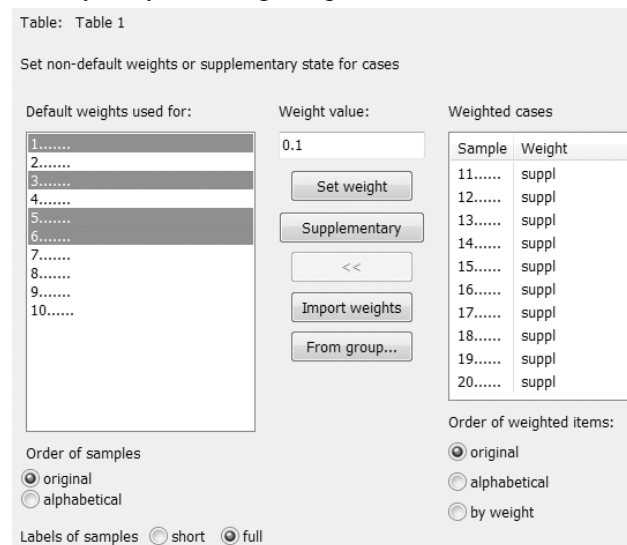 Table: Table 1
Set non-default weights or supplementary state for cases
Default weights used for:
1.......
2.......
3.......
4.......
5.......
6.......
7.......
8.......
9.......
10......
Order of samples
original
alphabetical
Labels of samples short full
Weight value:
0.1
Set weight
Supplementary
<<
Import weights
From group...
Weighted cases
Sample Weight
11...... suppl
12...... suppl
13...... suppl
14...... suppl
15...... suppl
16...... suppl
17...... suppl
18...... suppl
19...... suppl
20...... suppl
Order of weighted items:
original
alphabetical
by weight